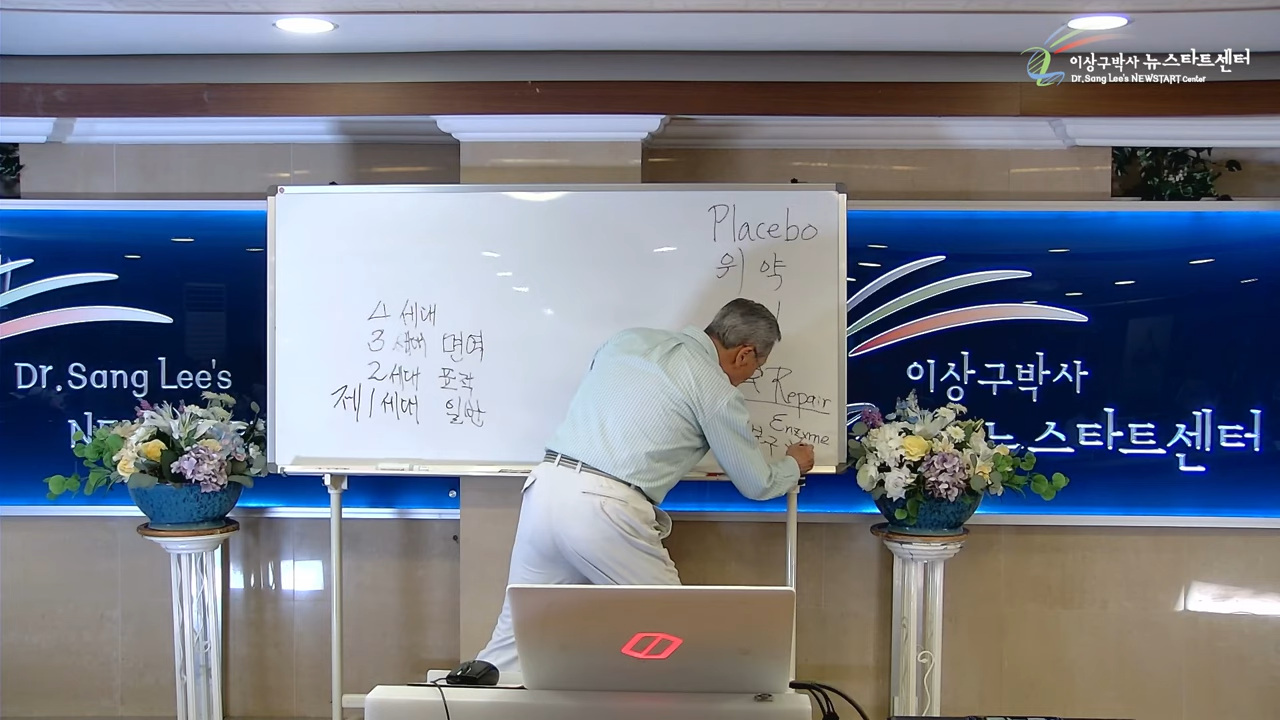 이상구박사 뉴스타트센터
Dr. Sang Lee's NEWSTART Center
Placebo
위약
4 세대
3 세대 면역
2세대 표적
제1세대 일반
Repair
Enzyme
복구
Dr.Sang Lee's
이상구박사
뉴스타트센터